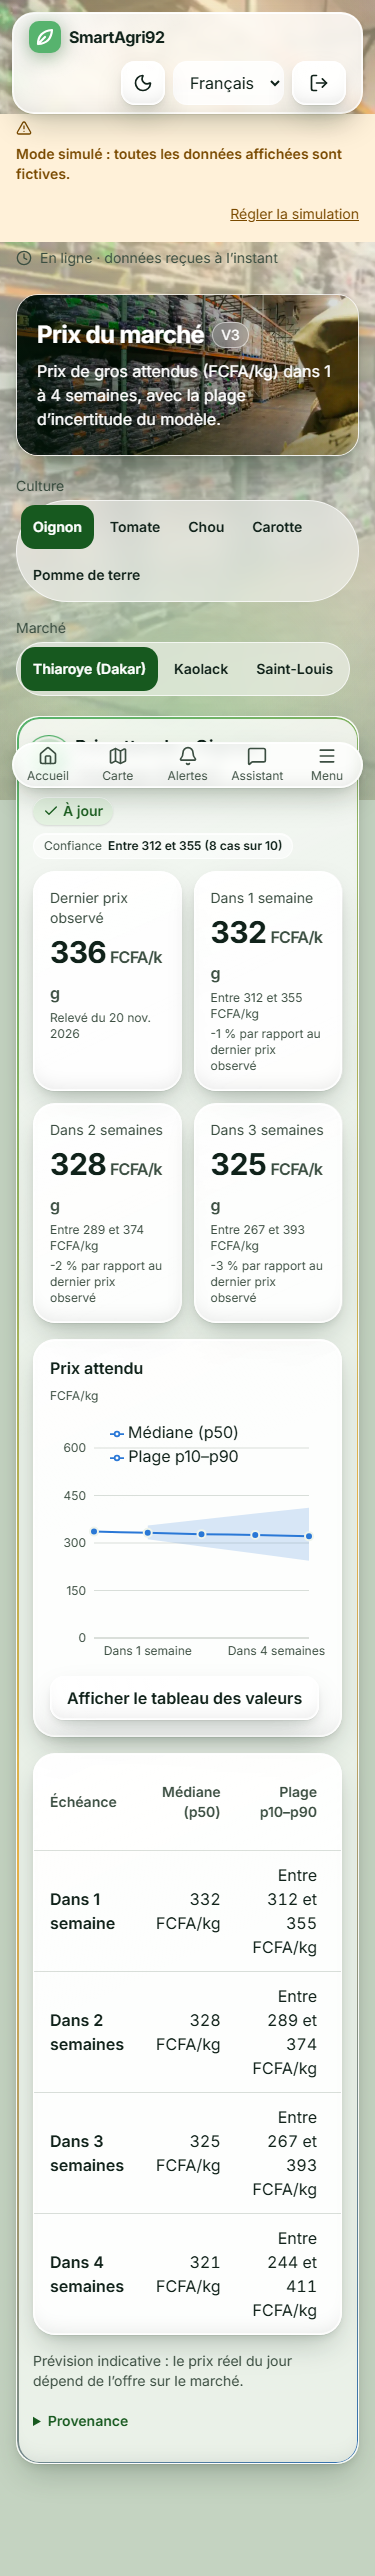 SmartAgri92
Français
Mode simulé : toutes les données affichées sont
fictives.
Régler la simulation
En ligne · données reçues à l'instant
Prix du marché V3
Prix de gros attendus (FCFA/kg) dans 1
à 4 semaines, avec la plage
d'incertitude du modèle.
Culture
Oignon Tomate Chou Carotte
Pomme de terre
Marché
Thiaroye (Dakar) Kaolack Saint-Louis
Accueil Carte Alertes Assistant Menu
À jour
Confiance Entre 312 et 355 (8 cas sur 10)
Dernier prix
observé
336 FCFA/k
g
Relevé du 20 nov.
2026
Dans 1 semaine
332 FCFA/k
g
Entre 312 et 355
FCFA/kg
-1 % par rapport au
dernier prix
observé
Dans 2 semaines
328 FCFA/k
g
Entre 289 et 374
FCFA/kg
-2 % par rapport au
dernier prix
observé
Dans 3 semaines
325 FCFA/k
g
Entre 267 et 393
FCFA/kg
-3 % par rapport au
dernier prix
observé
Prix attendu
FCFA/kg
Médiane (p50)
Plage p10–p90
600
450
300
150
0
Dans 1 semaine Dans 4 semaines
Afficher le tableau des valeurs
Échéance
Médiane
(p50)
Plage
p10–p90
Dans 1
semaine
332
FCFA/kg
Entre
312 et
355
FCFA/kg
Dans 2
semaines
328
FCFA/kg
Entre
289 et
374
FCFA/kg
Dans 3
semaines
325
FCFA/kg
Entre
267 et
393
FCFA/kg
Dans 4
semaines
321
FCFA/kg
Entre
244 et
411
FCFA/kg
Prévision indicative : le prix réel du jour
dépend de l'offre sur le marché.
Provenance